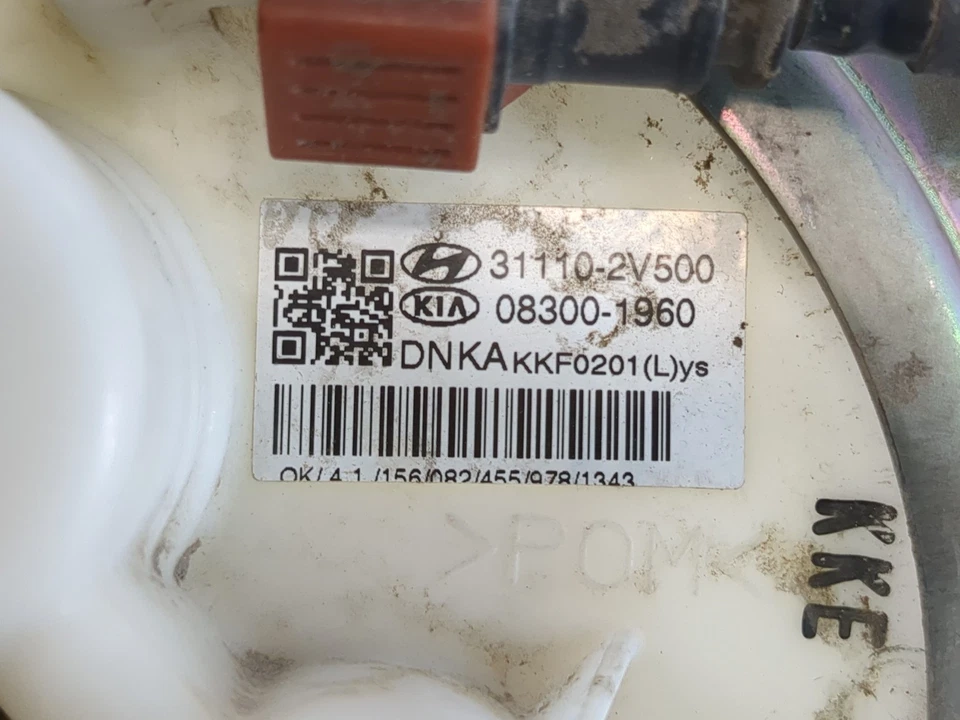 31110-2V500
KIA 08300-1960
DNKA KKF0201(L)ys
OK/ 4.1 /156/082/455/978/1343
>POM<
KKE